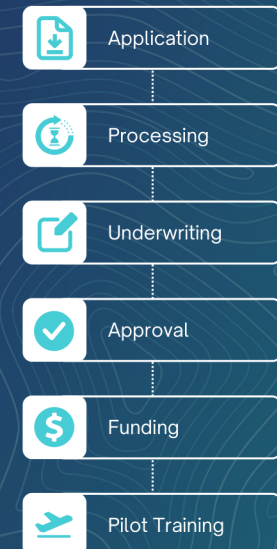 Application
Processing
Underwriting
Approval
Funding
Pilot Training